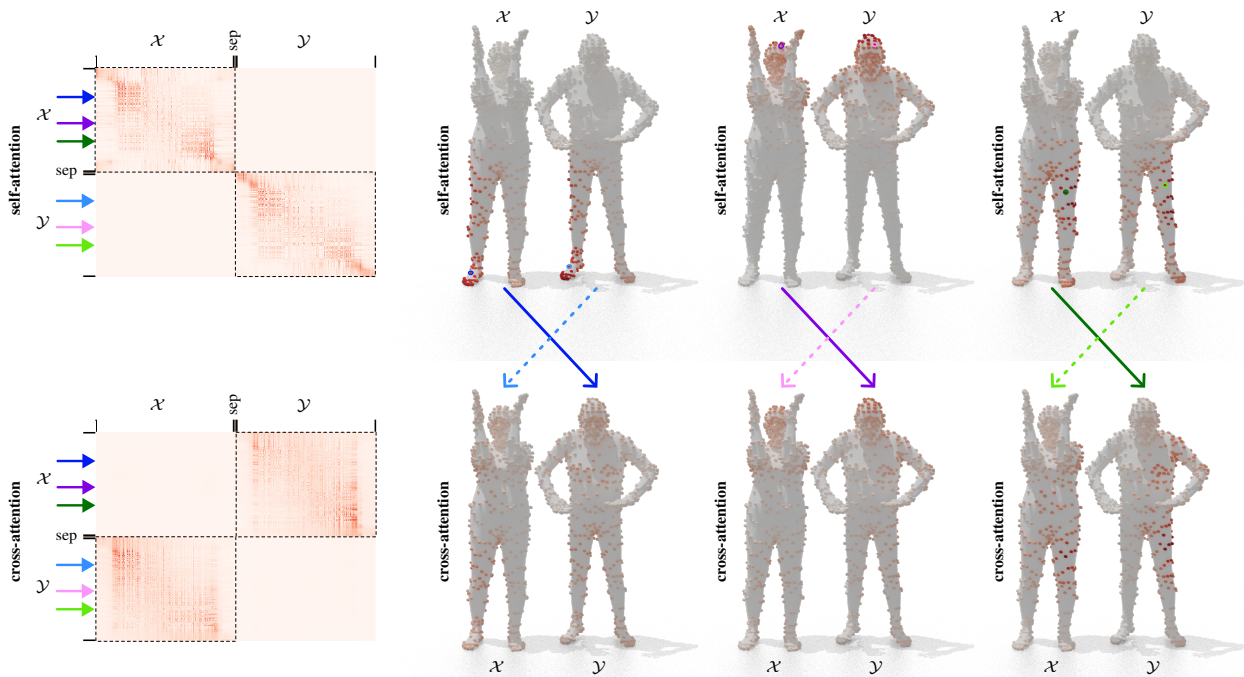 𝒳 sep 𝒴
self-attention
𝒳
sep
𝒴
𝒳 𝒴
self-attention
𝒳 𝒴
self-attention
𝒳 𝒴
self-attention
𝒳 sep 𝒴
cross-attention
𝒳
sep
𝒴
cross-attention
𝒳 𝒴
cross-attention
𝒳 𝒴
cross-attention
𝒳 𝒴